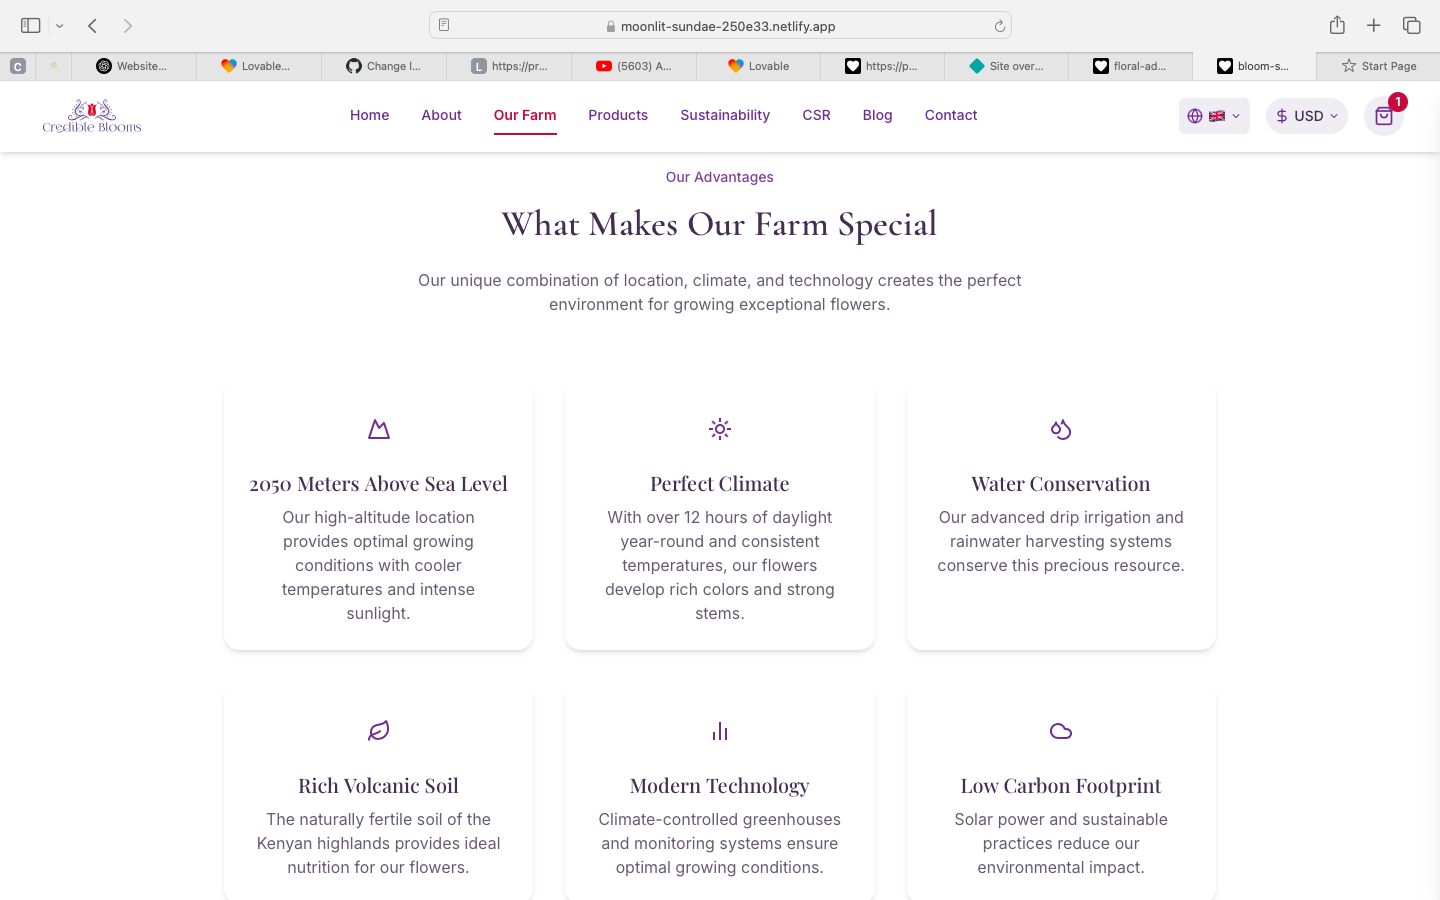 moonlit-sundae-250e33.netlify.app
C
Website...
Lovable...
Change l...
L
https://pr...
(5603) A...
Lovable
https://p...
Site over...
floral-ad...
bloom-s...
Start Page
Credible Blooms
Home
About
Our Farm
Products
Sustainability
CSR
Blog
Contact
$ USD
1
Our Advantages
What Makes Our Farm Special
Our unique combination of location, climate, and technology creates the perfect
environment for growing exceptional flowers.
2050 Meters Above Sea Level
Our high-altitude location
provides optimal growing
conditions with cooler
temperatures and intense
sunlight.
Perfect Climate
With over 12 hours of daylight
year-round and consistent
temperatures, our flowers
develop rich colors and strong
stems.
Water Conservation
Our advanced drip irrigation and
rainwater harvesting systems
conserve this precious resource.
Rich Volcanic Soil
The naturally fertile soil of the
Kenyan highlands provides ideal
nutrition for our flowers.
Modern Technology
Climate-controlled greenhouses
and monitoring systems ensure
optimal growing conditions.
Low Carbon Footprint
Solar power and sustainable
practices reduce our
environmental impact.